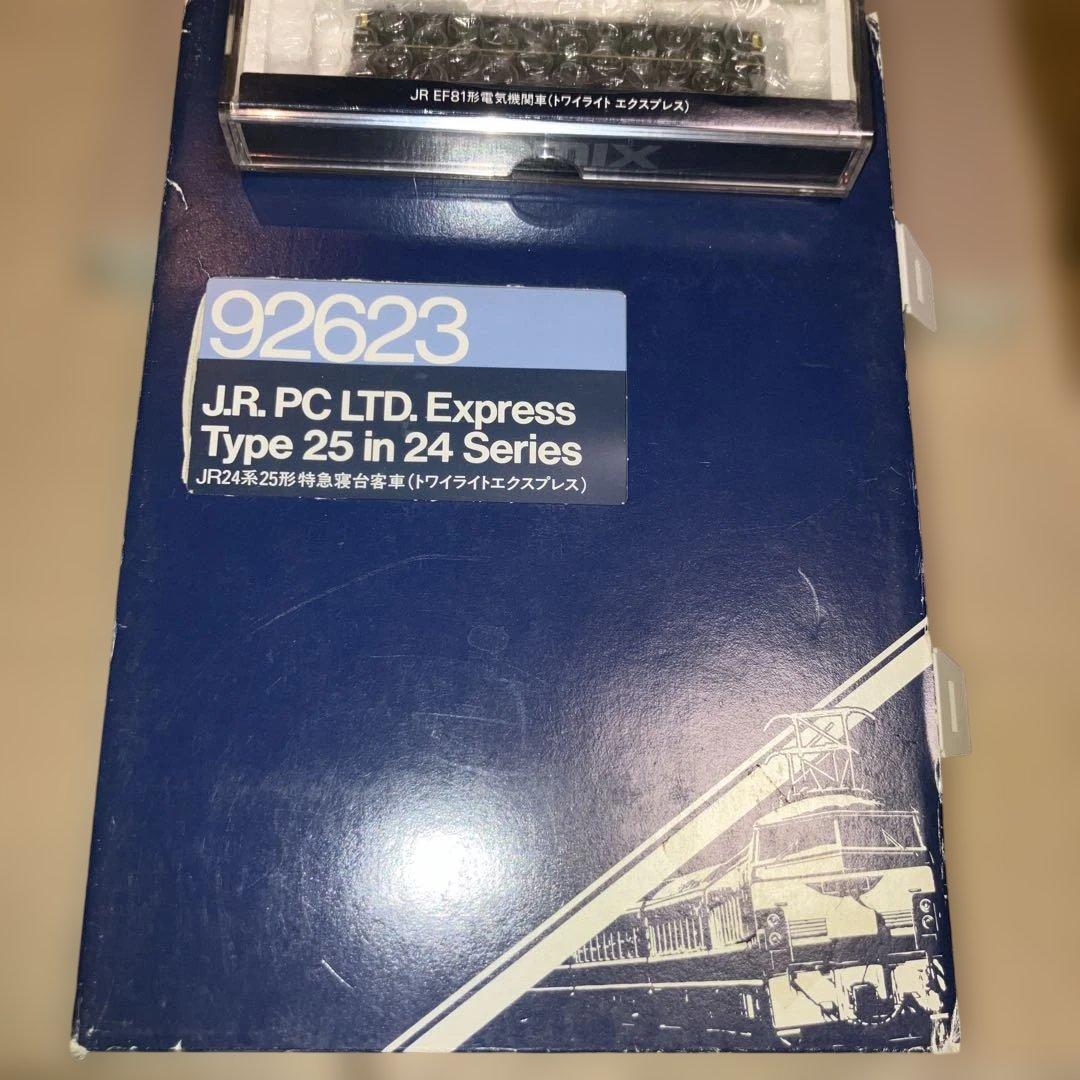 JR EF81形電気機関車(トワイライト エクスプレス)
92623
J.R. PC LTD. Express
Type 25 in 24 Series
JR24系25形特急寝台客車(トワイライトエクスプレス)